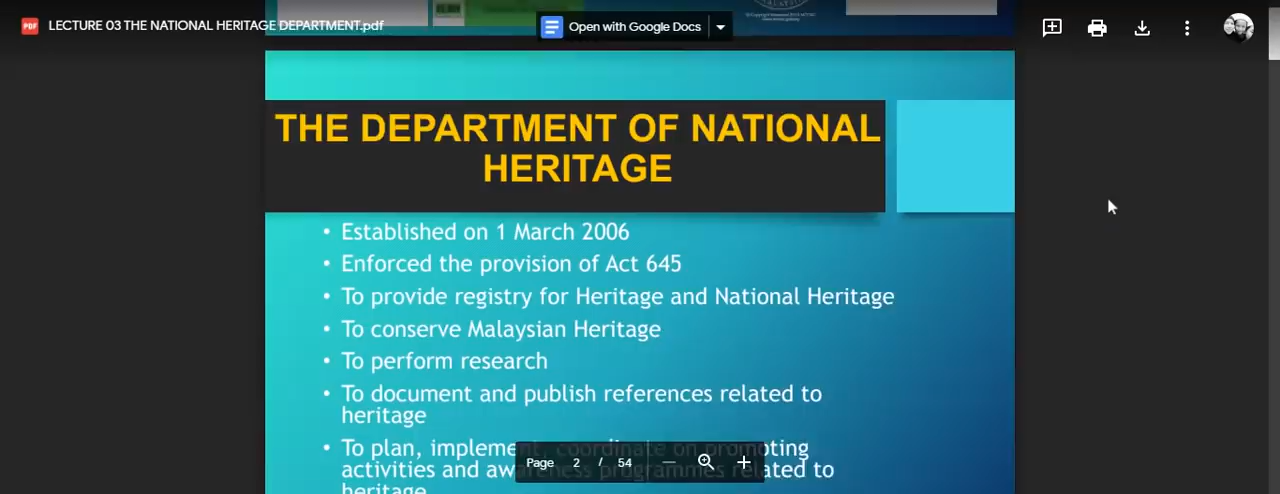 LECTURE 03 THE NATIONAL HERITAGE DEPARTMENT.pdf
Open with Google Docs
THE DEPARTMENT OF NATIONAL
HERITAGE
• Established on 1 March 2006
• Enforced the provision of Act 645
• To provide registry for Heritage and National Heritage
• To conserve Malaysian Heritage
• To perform research
• To document and publish references related to
heritage
• To plan, implement, coordinate on promoting
activities and awareness programmes related to
heritage
Page 2 / 54